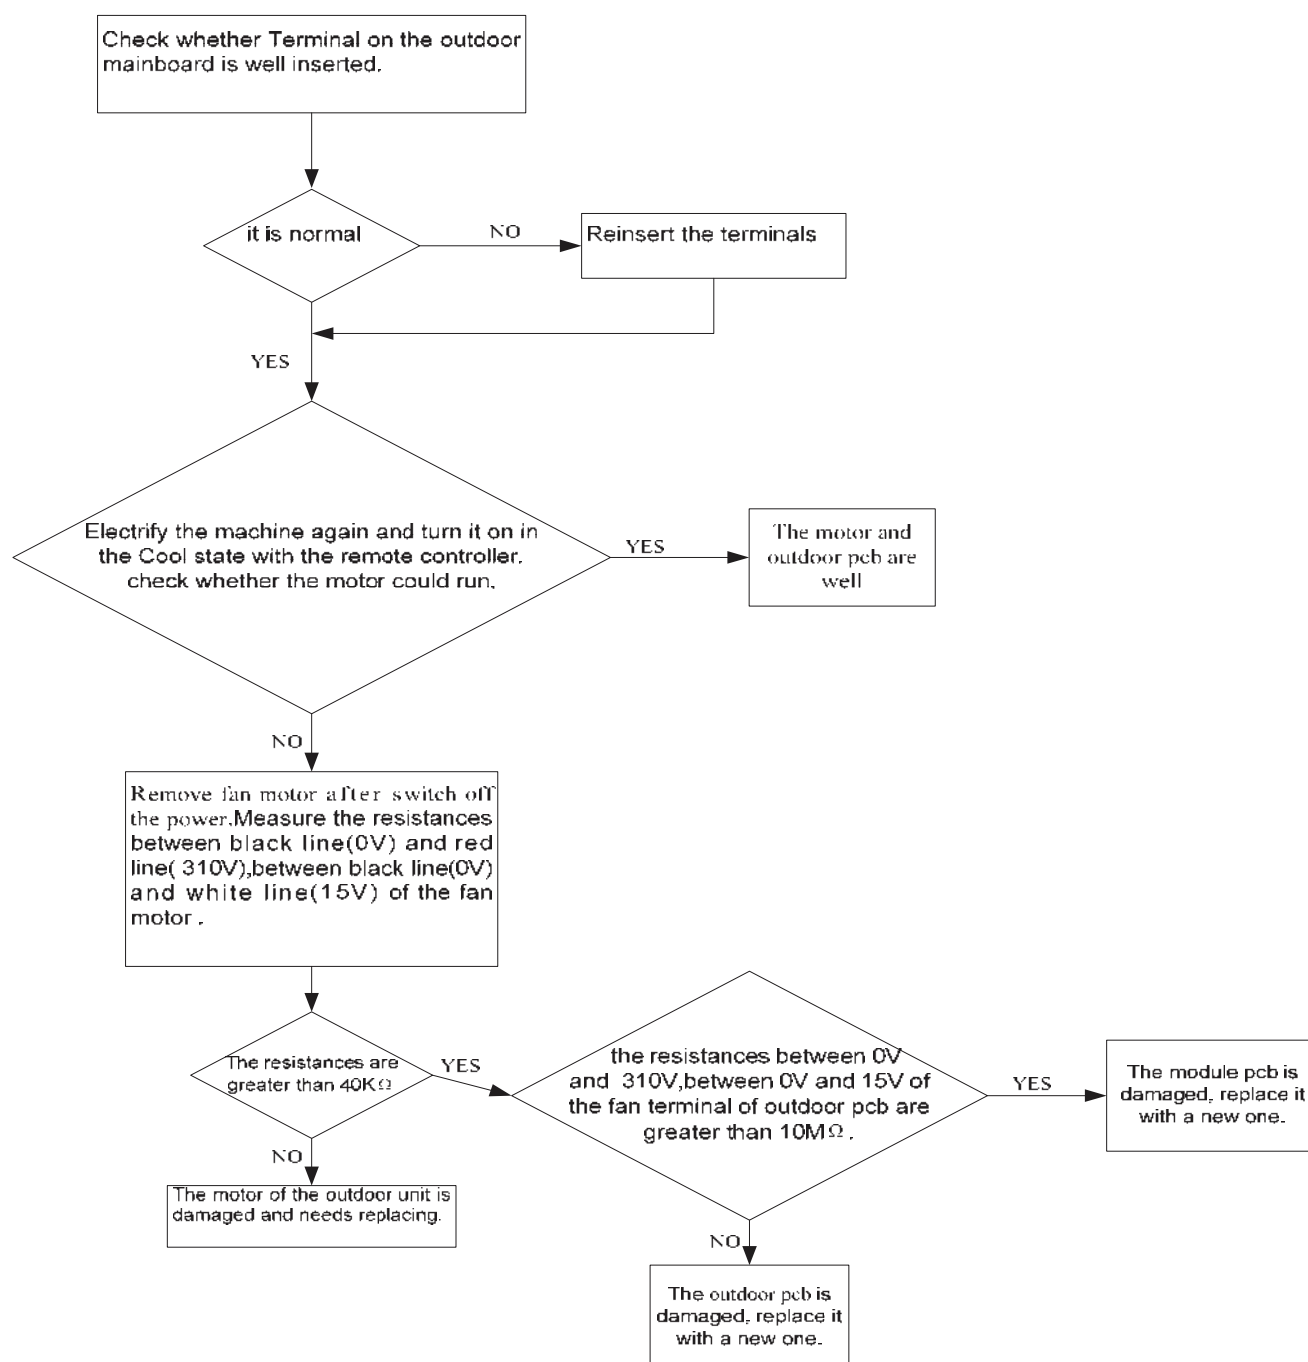 Check whether Terminal on the outdoor
mainboard is well inserted.
it is normal
NO
Reinsert the terminals
YES
Electrify the machine again and turn it on in
the Cool state with the remote controller.
check whether the motor could run.
YES
The motor and
outdoor pcb are
well
NO
Remove fan motor after switch off
the power.Measure the resistances
between black line(0V) and red
line( 310V),between black line(0V)
and white line(15V) of the fan
motor .
The resistances are
greater than 40KΩ
YES
the resistances between 0V
and 310V,between 0V and 15V of
the fan terminal of outdoor pcb are
greater than 10MΩ .
YES
The module pcb is
damaged, replace it
with a new one.
NO
The motor of the outdoor unit is
damaged and needs replacing.
NO
The outdoor pcb is
damaged, replace it
with a new one.